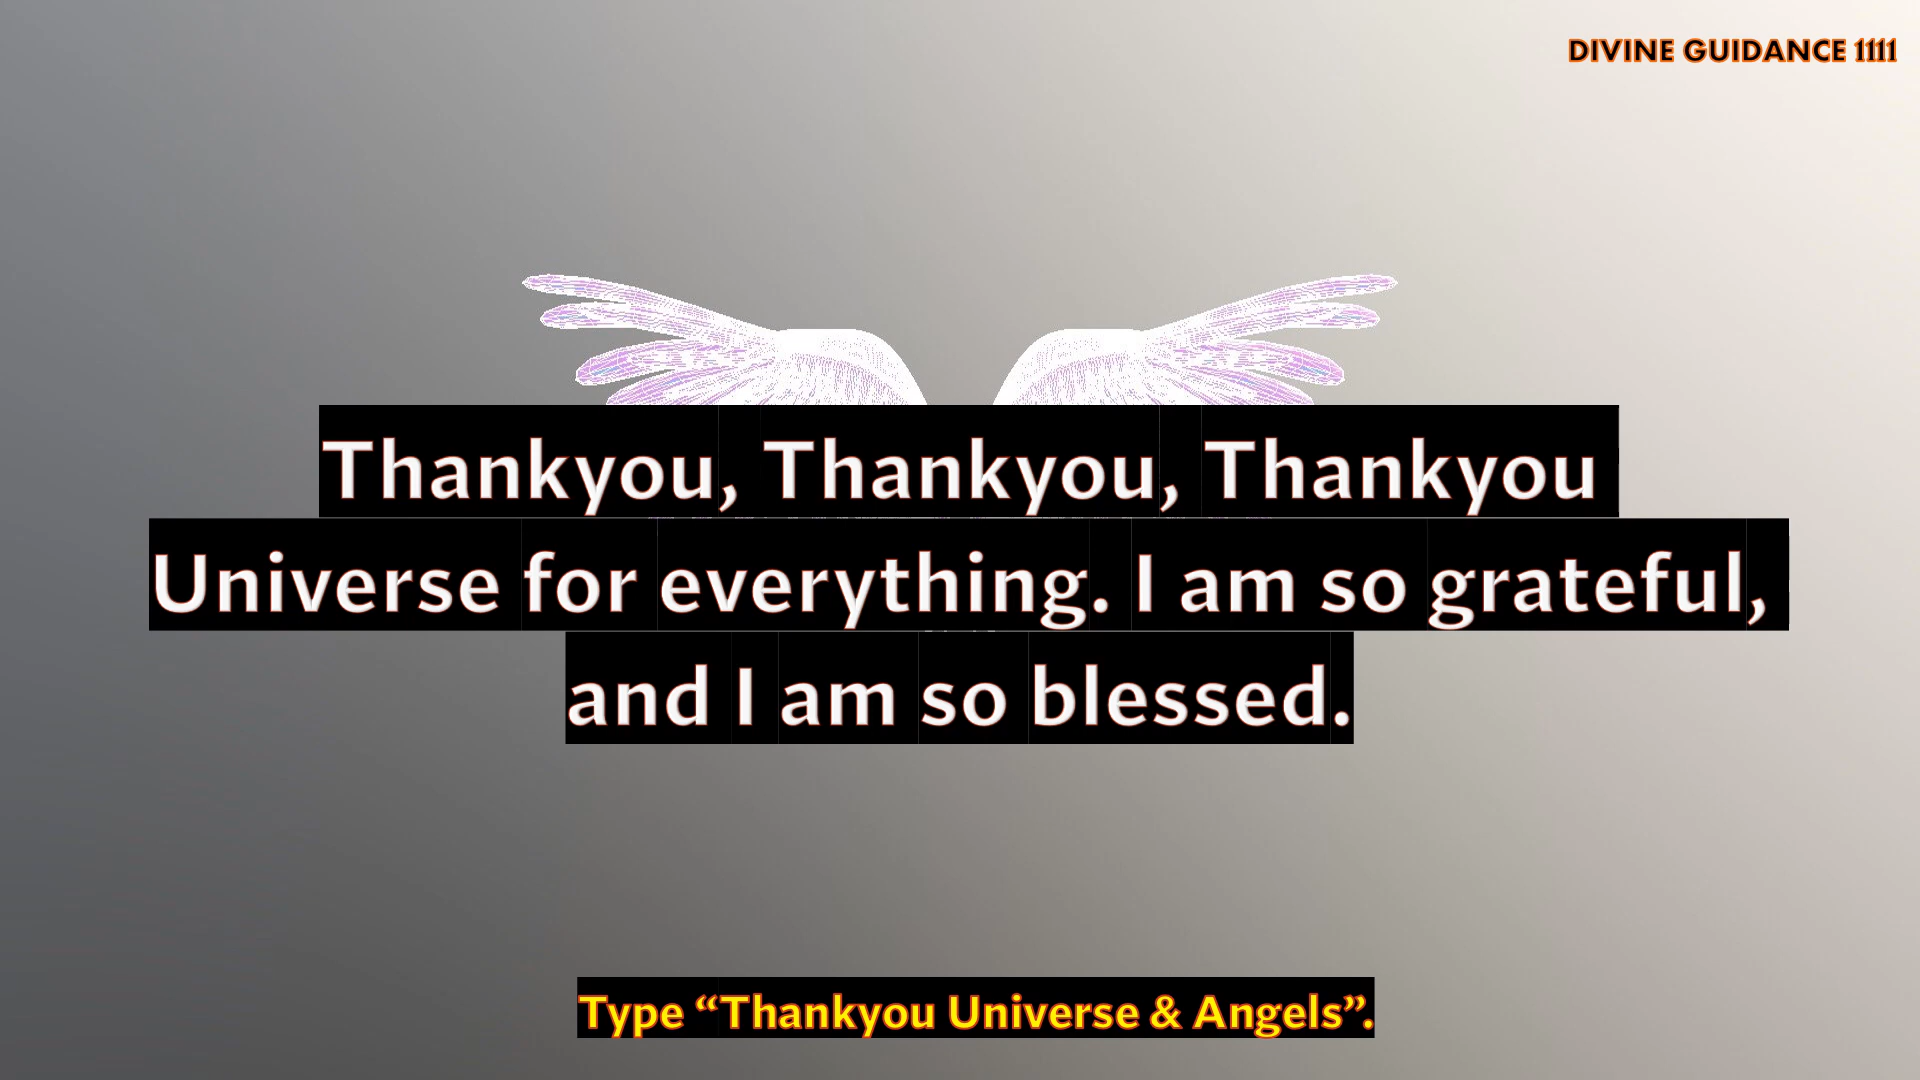 DIVINE GUIDANCE 1111
Thankyou, Thankyou, Thankyou
Universe for everything. I am so grateful,
and I am so blessed.
Type “Thankyou Universe & Angels”.